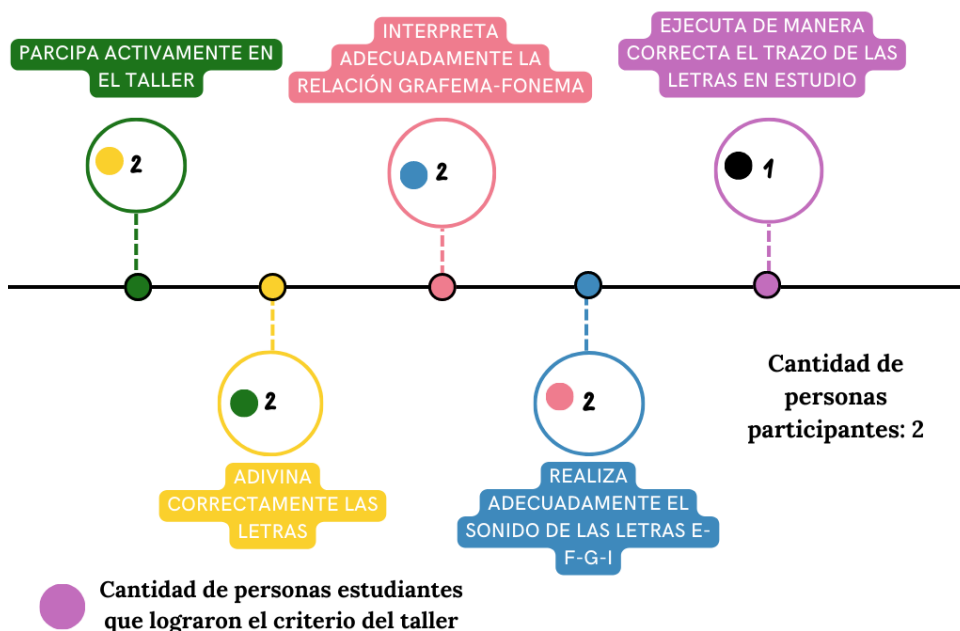 PARCIPA ACTIVAMENTE EN
EL TALLER
INTERPRETA
ADECUADAMENTE LA
RELACIÓN GRAFEMA-FONEMA
EJECUTA DE MANERA
CORRECTA EL TRAZO DE LAS
LETRAS EN ESTUDIO
2
2
1
2
2
Cantidad de
personas
participantes: 2
ADIVINA
CORRECTAMENTE LAS
LETRAS
REALIZA
ADECUADAMENTE EL
SONIDO DE LAS LETRAS E-
F-G-I
Cantidad de personas estudiantes
que lograron el criterio del taller